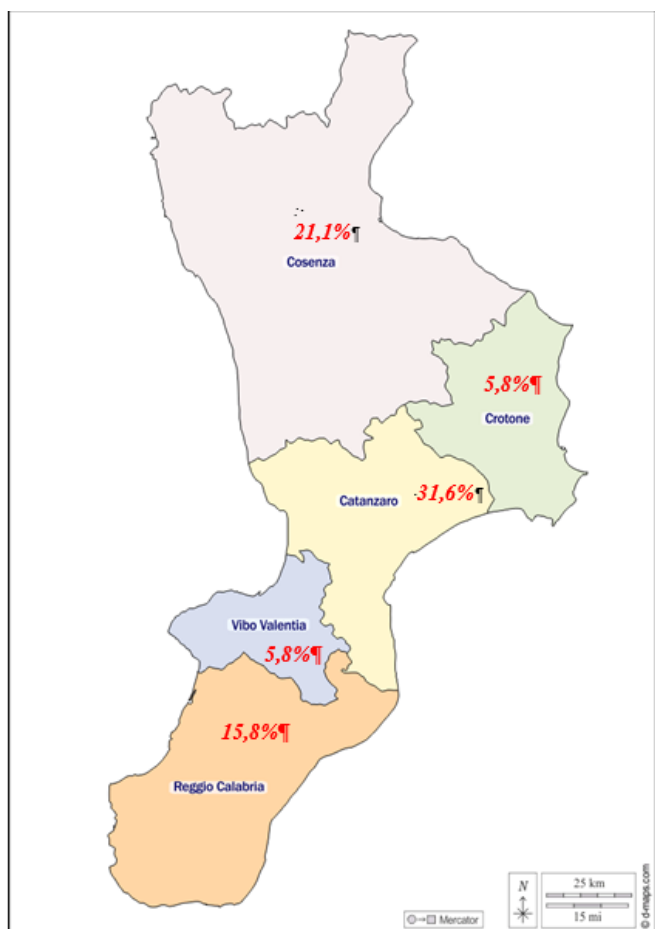 21,1%¶
Cosenza
5,8%¶
Crotone
31,6%¶
Catanzaro
Vibo Valentia
5,8%¶
15,8%¶
Reggio Calabria
N
25 km
15 mi
Mercator
© d-maps.com